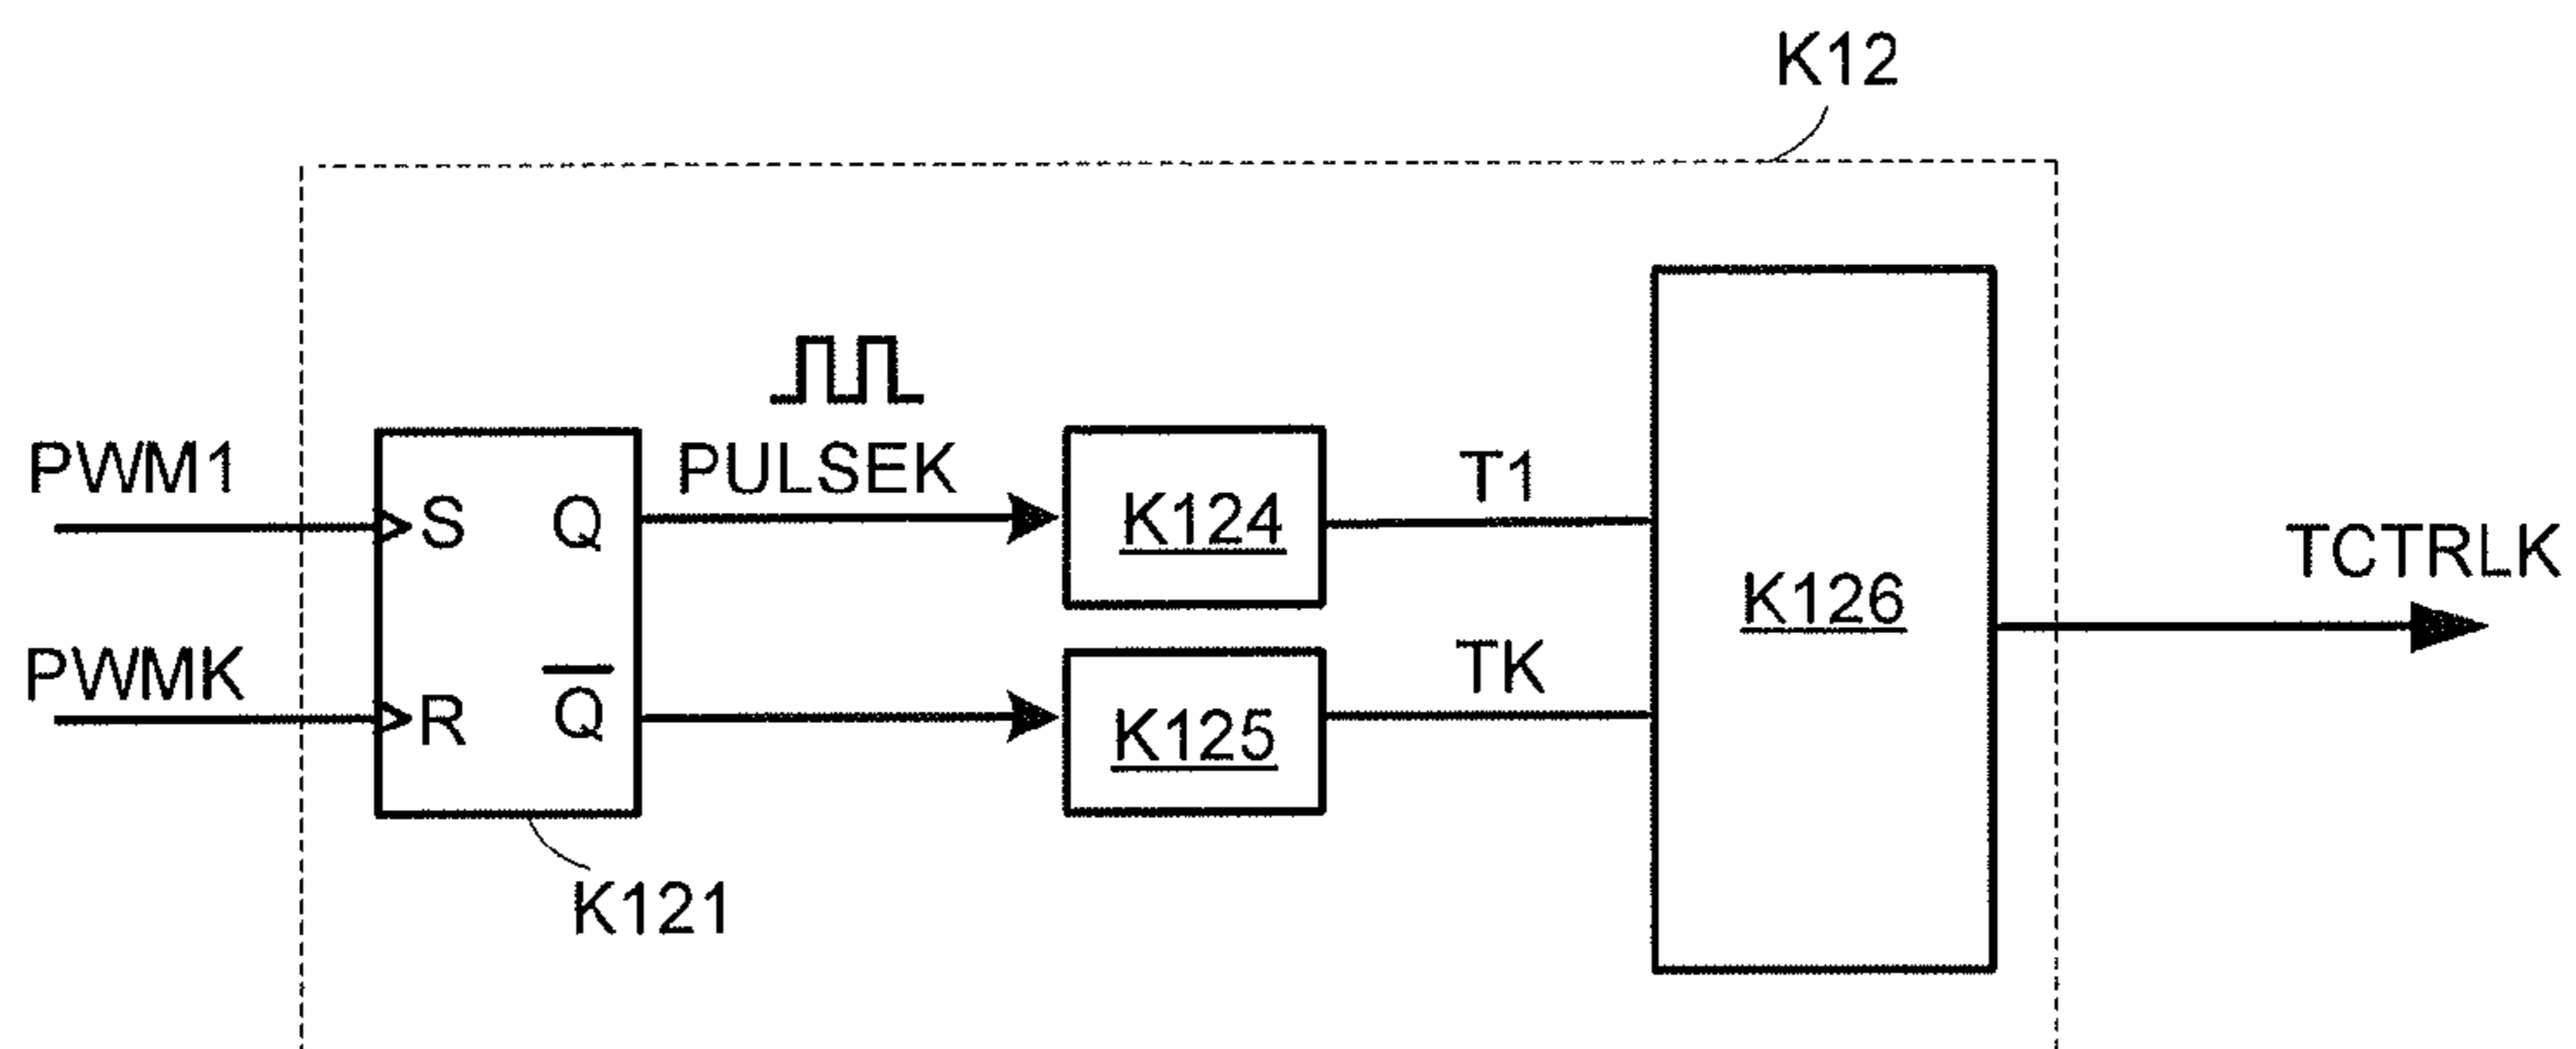 K12
PWM1
S
Q
PULSEK
K124
T1
TCTRLK
K126
PWMK
R
Q̅
K125
TK
K121